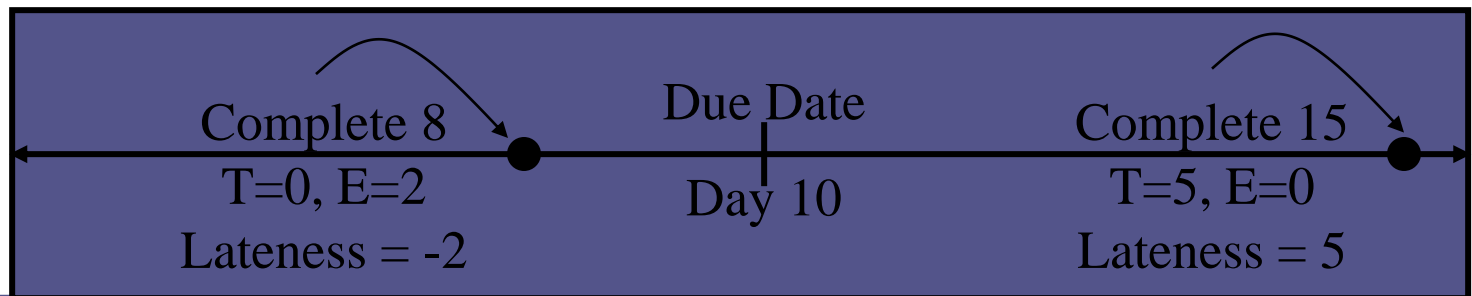 Complete 8
T=0, E=2
Lateness = -2
Due Date
Day 10
Complete 15
T=5, E=0
Lateness = 5